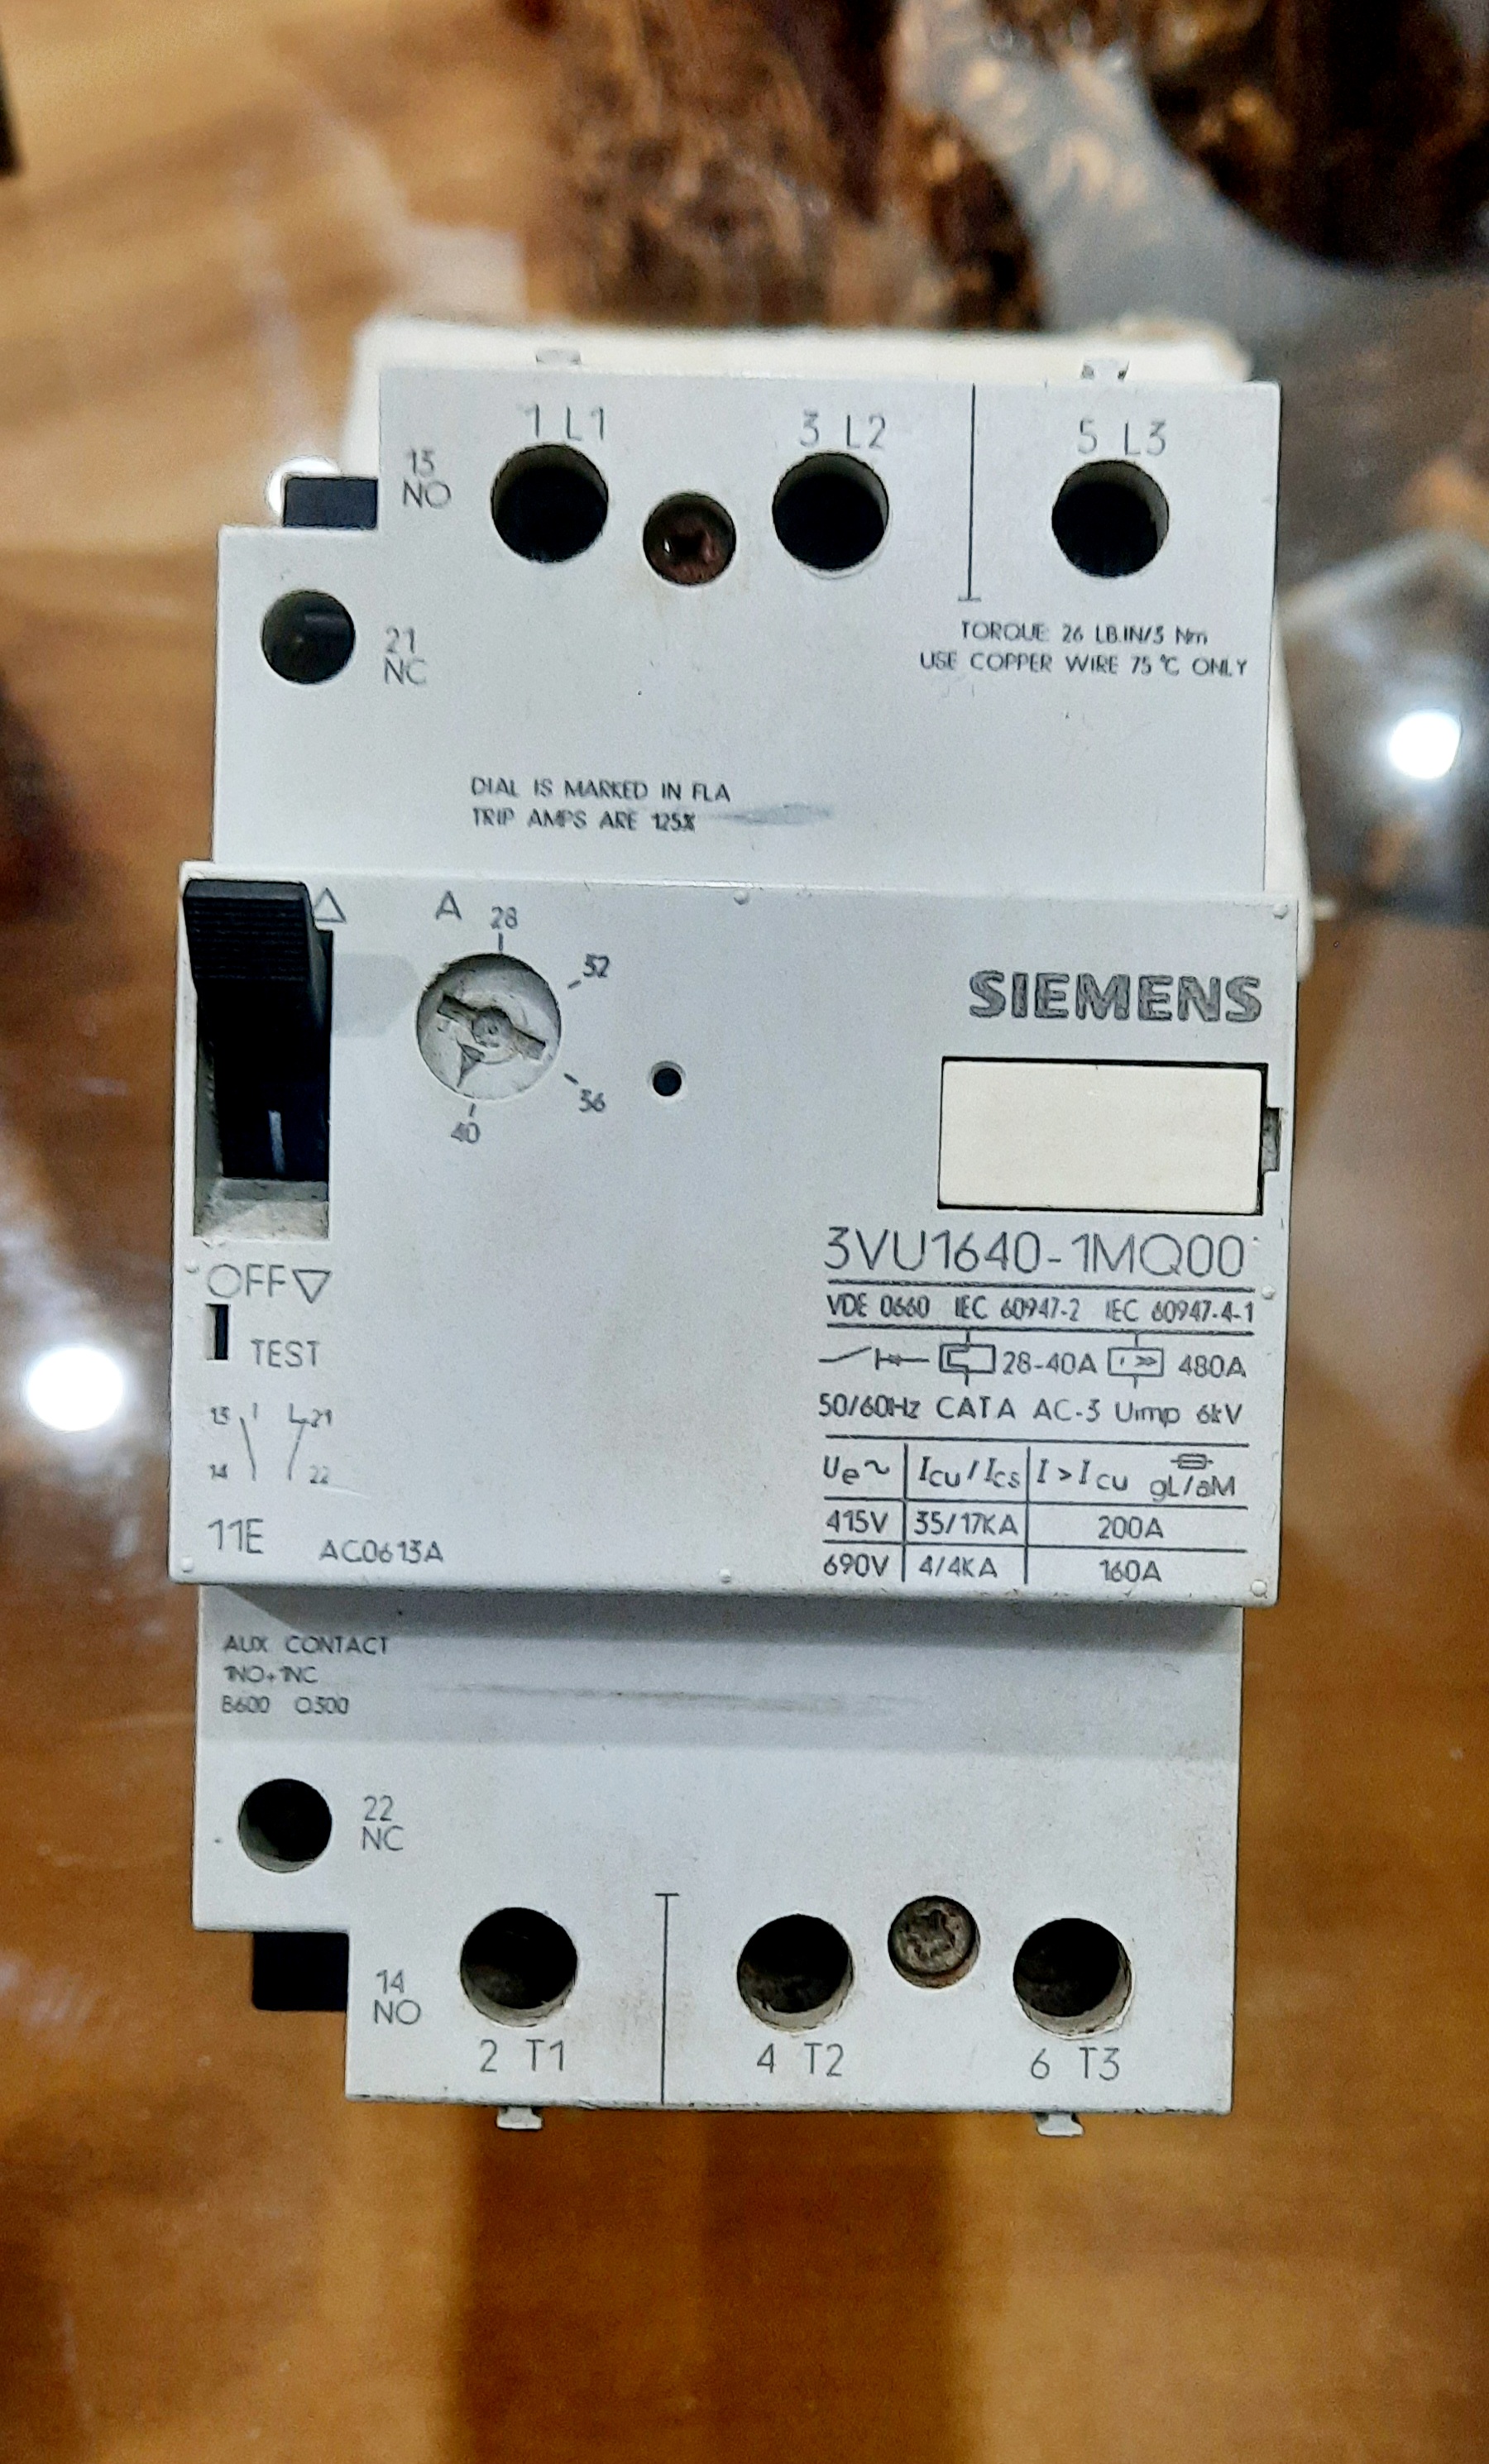 1 L1
3 L2
5 L3
13
NO
21
NC
TORQUE: 26 LB.IN/3 Nm
USE COPPER WIRE 75 °C ONLY
DIAL IS MARKED IN FLA
TRIP AMPS ARE 125%
A
28
32
36
40
SIEMENS
3VU1640-1MQ00
VDE 0660 IEC 60947-2 IEC 60947-4-1
28-40A I >> 480A
50/60Hz CAT A AC-3 Uimp 6kV
Ue~ Icu/Ics I>Icu gL/aM
415V 35/17KA 200A
690V 4/4KA 160A
I
OFF
TEST
13 21
14 22
11E
AC0613A
AUX CONTACT
1NO+1NC
B600 Q300
22
NC
14
NO
2 T1
4 T2
6 T3